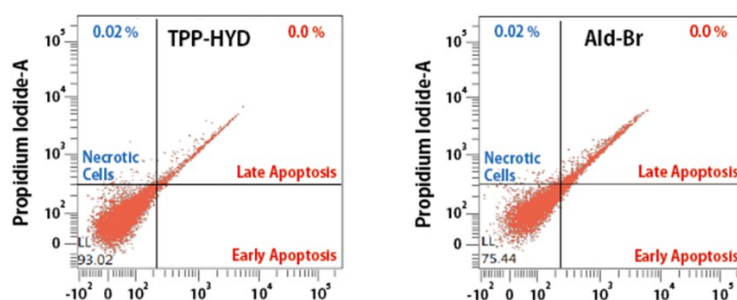 0.02 %
TPP-HYD
0.0 %
Propidium Iodide-A
10⁵
10⁴
10³
10²
0
Necrotic
Cells
Late Apoptosis
Early Apoptosis
LL
93.02
-10² 0 10² 10³ 10⁴ 10⁵
0.02 %
Ald-Br
0.0 %
Propidium Iodide-A
10⁵
10⁴
10³
10²
0
Necrotic
Cells
Late Apoptosis
Early Apoptosis
LL
75.44
-10² 0 10² 10³ 10⁴ 10⁵